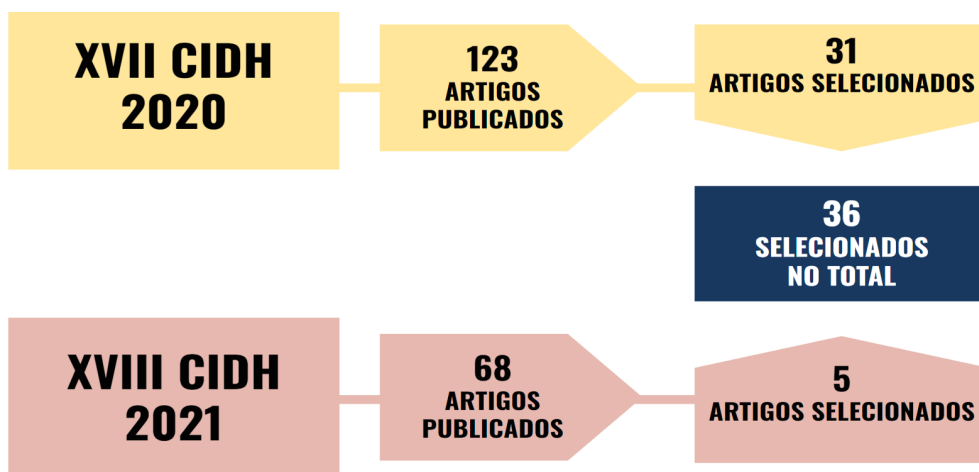 XVII CIDH
2020
123
ARTIGOS
PUBLICADOS
31
ARTIGOS SELECIONADOS
36
SELECIONADOS
NO TOTAL
XVIII CIDH
2021
68
ARTIGOS
PUBLICADOS
5
ARTIGOS SELECIONADOS